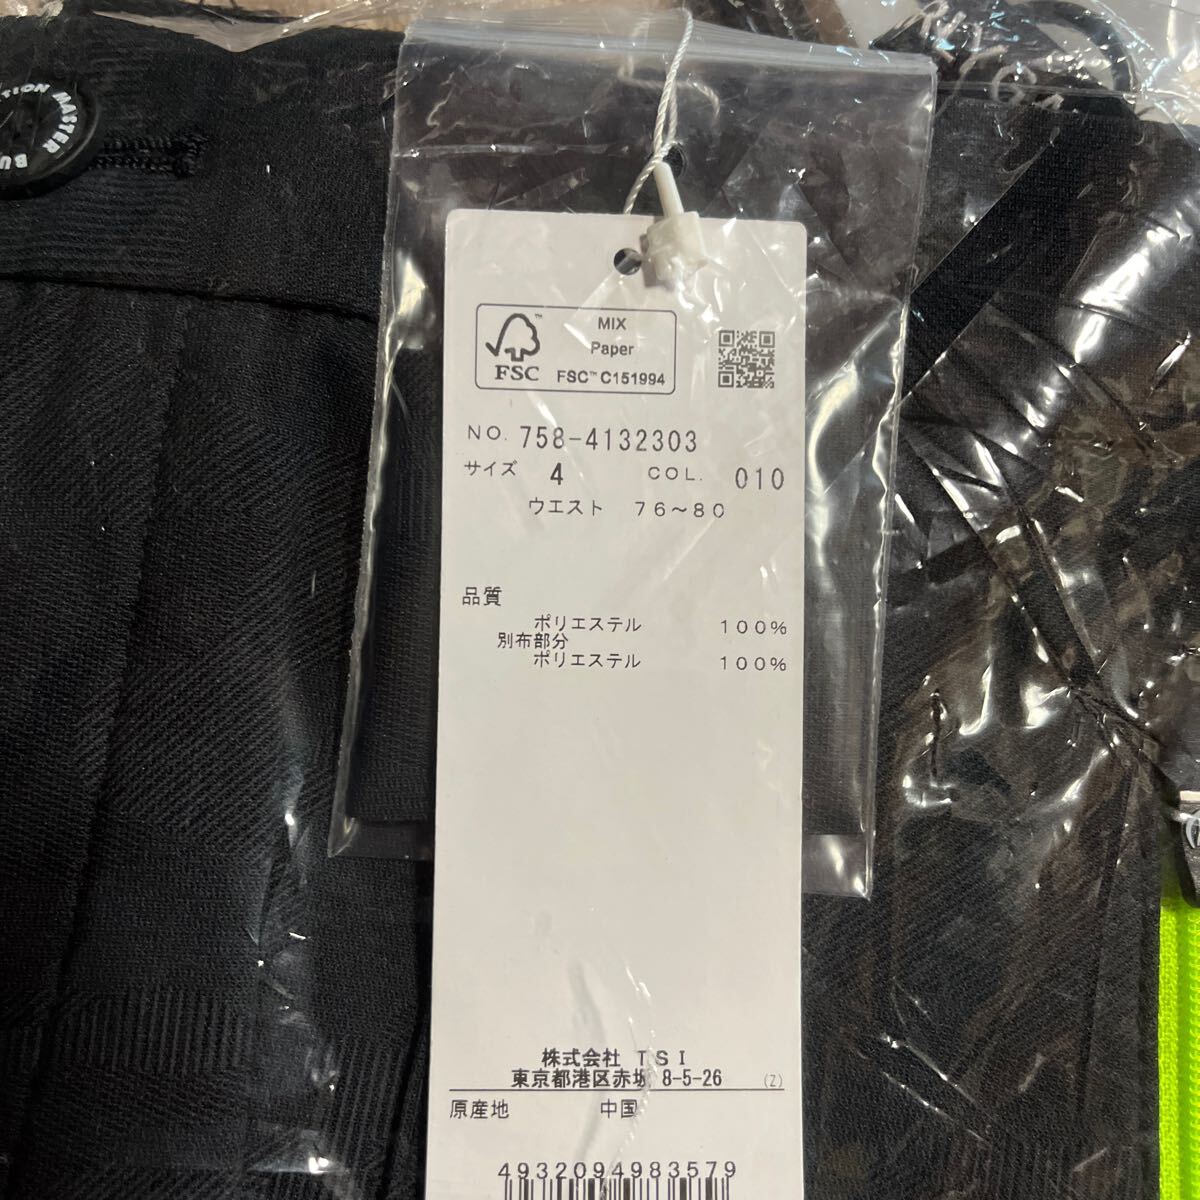 MASTER BU
TION
MIX
Paper
FSC™ C151994
FSC
NO. 758-4132303
サイズ 4 COL. 010
ウエスト 76～80
品質
ポリエステル 100%
別布部分
ポリエステル 100%
株式会社 TSI
東京都港区赤坂 8-5-26 (Z)
原産地 中国
4932094983579